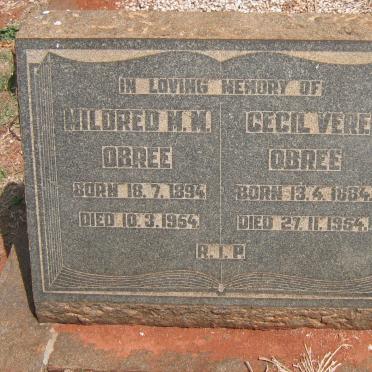 IN LOVING MEMORY OF
MILDRED M.M. OBREE
BORN 18.7.1894
DIED 10.3.1954
CECIL VERE OBREE
BORN 13.4.1884
DIED 27.11.1964
R.I.P.